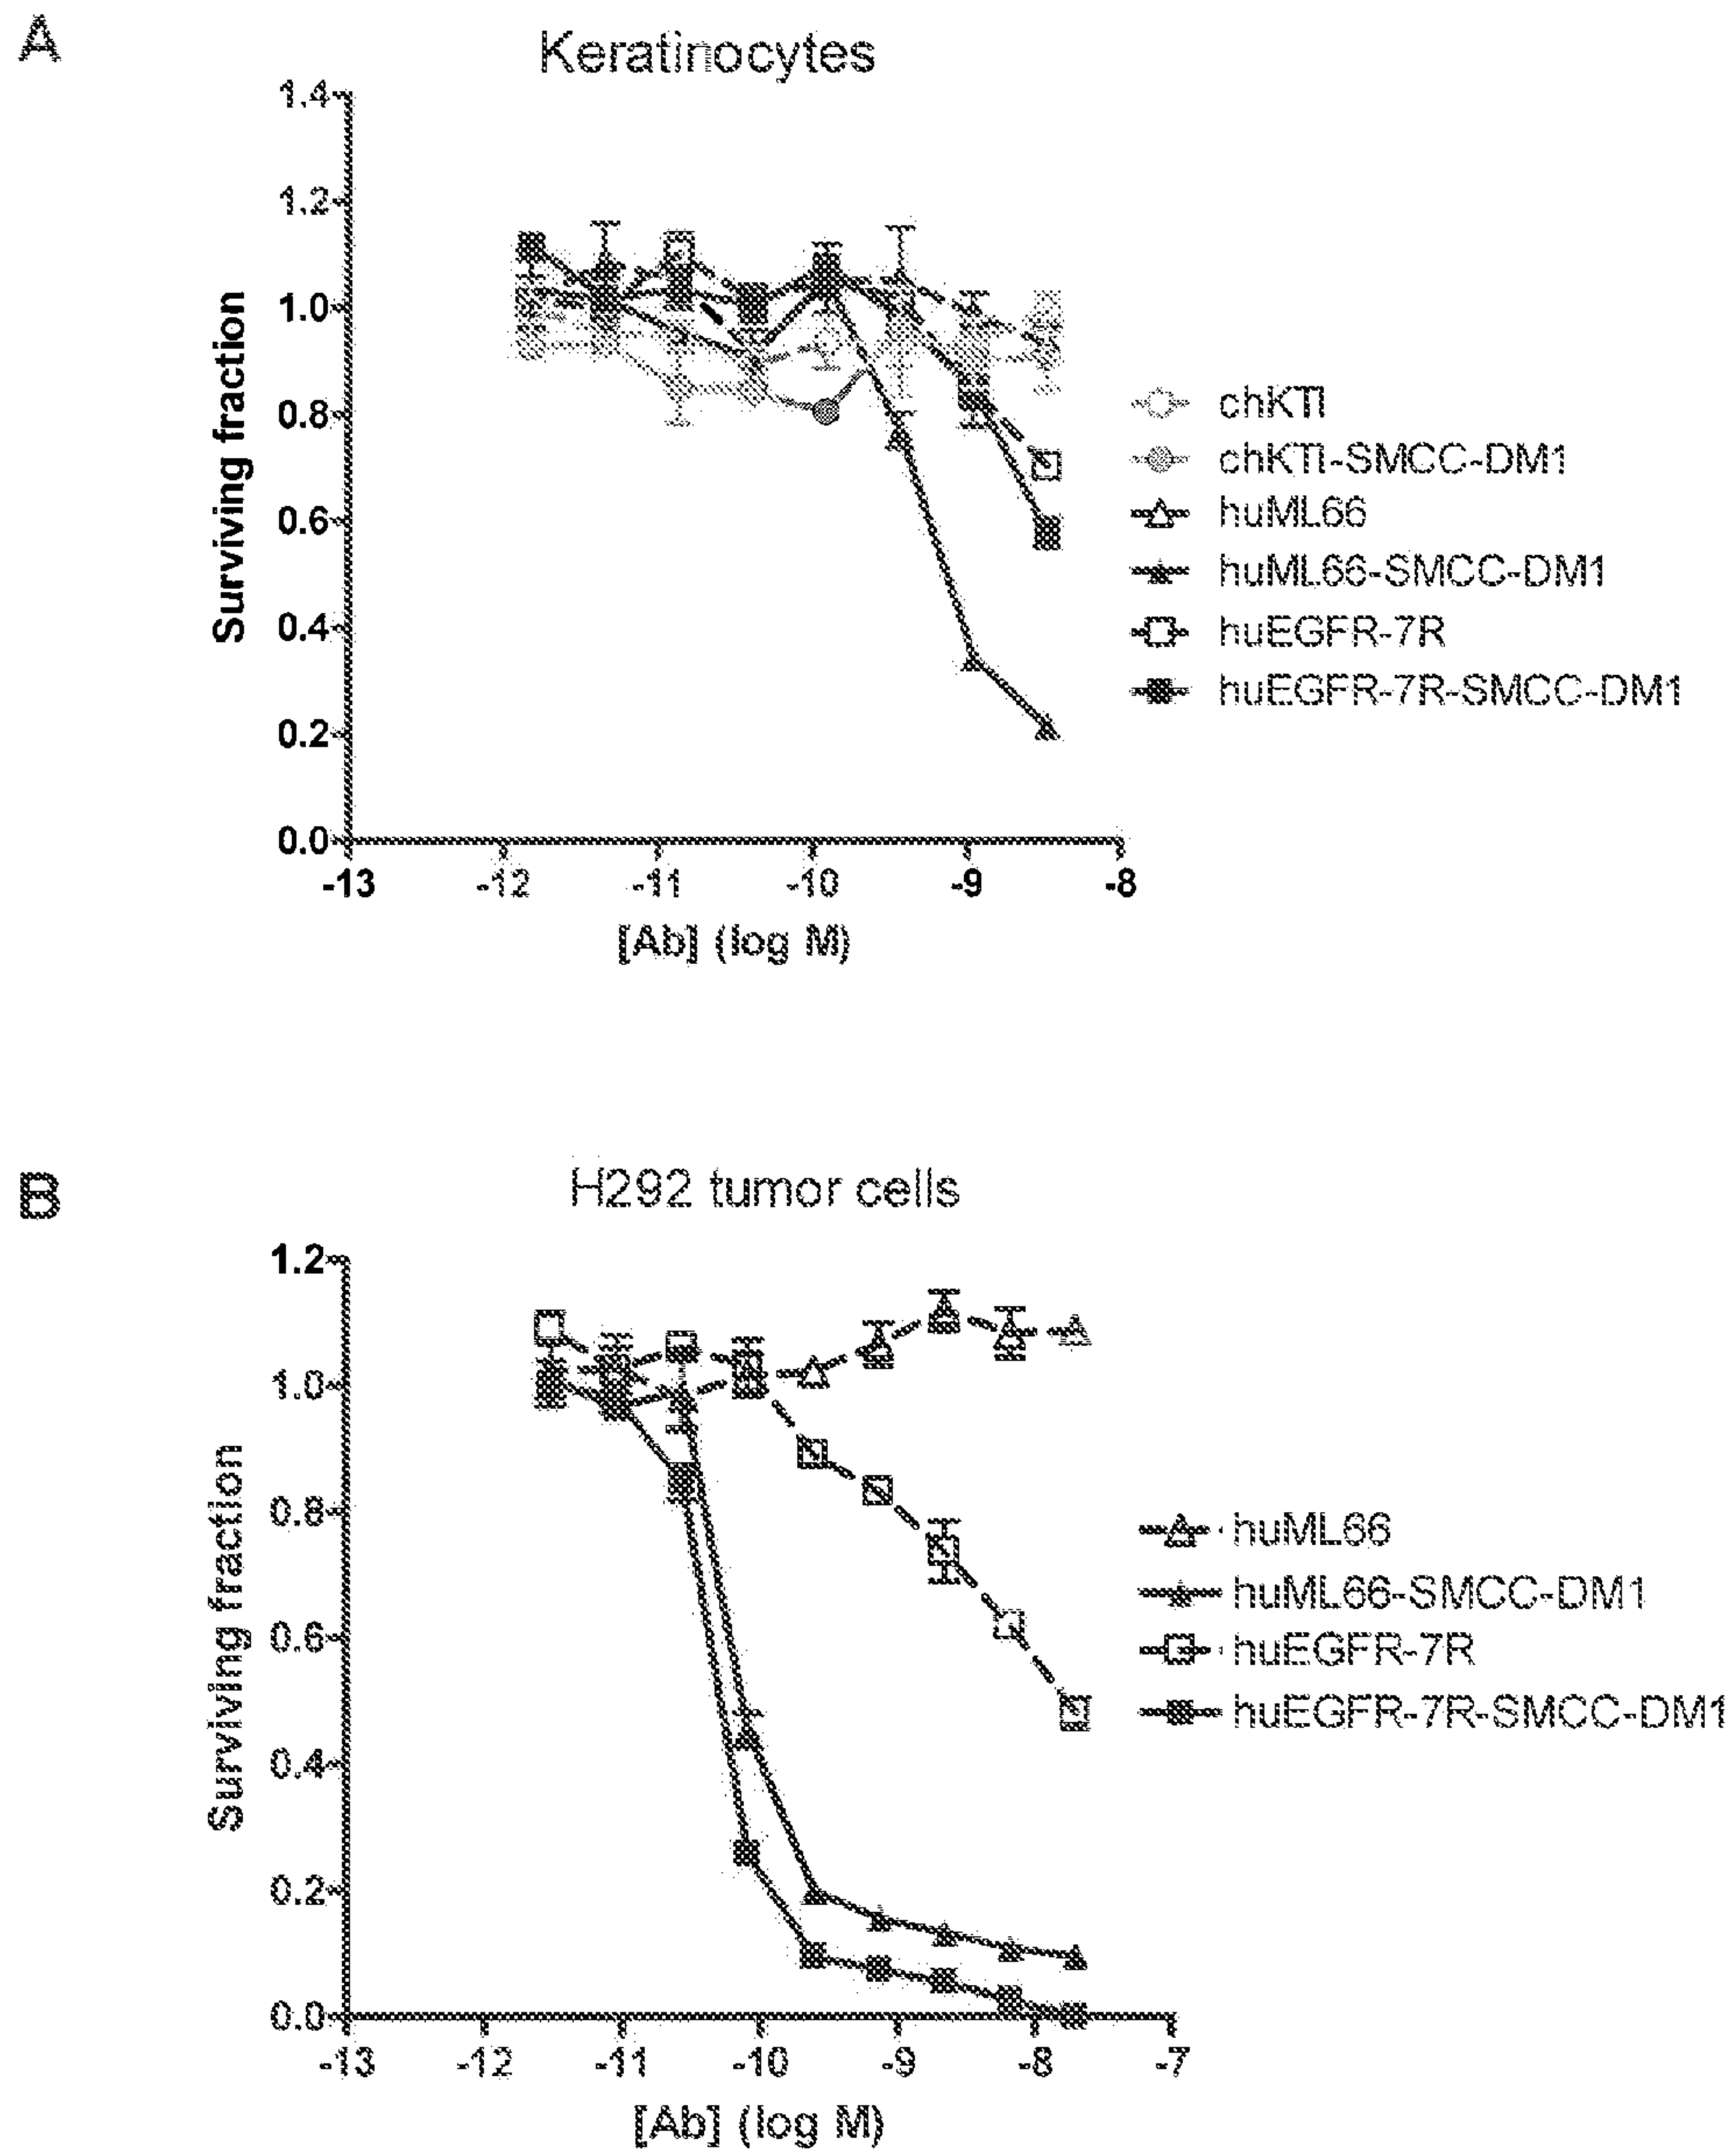 A
Keratinocytes
1.4
1.2
1.0
0.8
0.6
0.4
0.2
0.0
Surviving fraction
-13 -12 -11 -10 -9 -8
[Ab] (log M)
chKTI
chKTI-SMCC-DM1
huML66
huML66-SMCC-DM1
huEGFR-7R
huEGFR-7R-SMCC-DM1
B
H292 tumor cells
1.2
1.0
0.8
0.6
0.4
0.2
0.0
Surviving fraction
-13 -12 -11 -10 -9 -8 -7
[Ab] (log M)
huML66
huML66-SMCC-DM1
huEGFR-7R
huEGFR-7R-SMCC-DM1